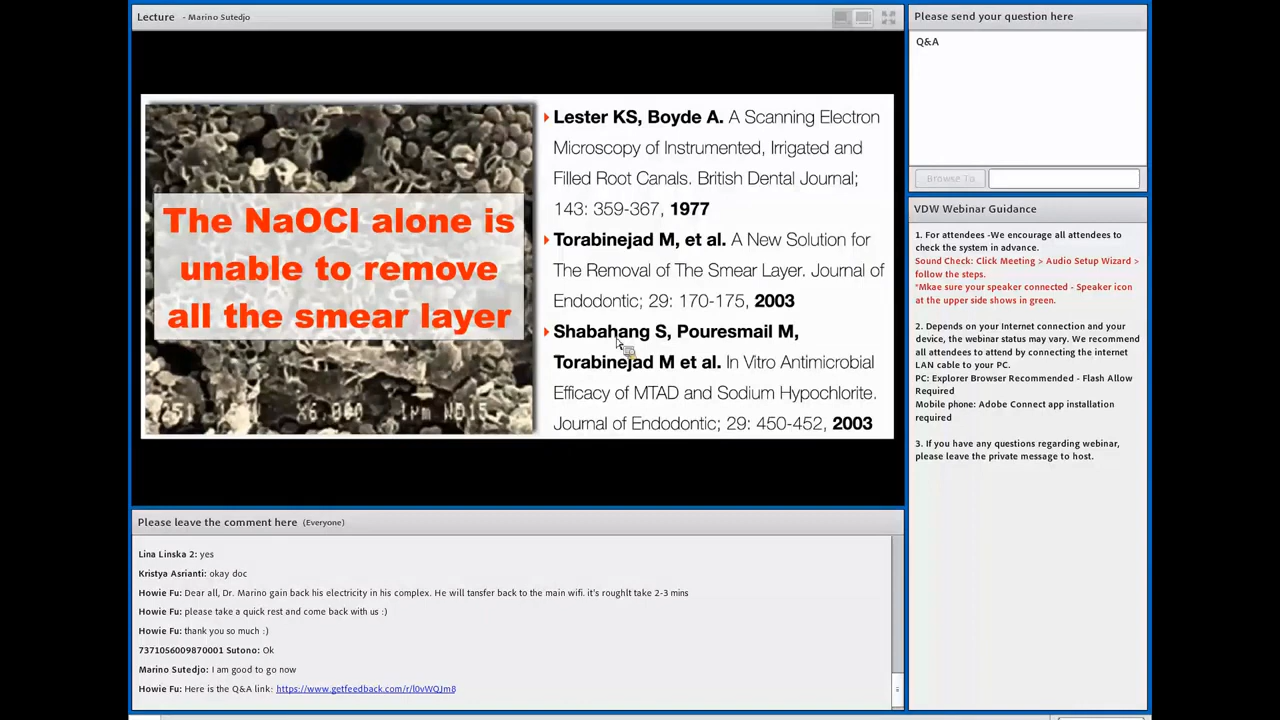 Lecture - Marino Sutedjo
The NaOCl alone is
unable to remove
all the smear layer
X6,000 1µm WD15
Lester KS, Boyde A. A Scanning Electron
Microscopy of Instrumented, Irrigated and
Filled Root Canals. British Dental Journal;
143: 359-367, 1977
Torabinejad M, et al. A New Solution for
The Removal of The Smear Layer. Journal of
Endodontic; 29: 170-175, 2003
Shabahang S, Pouresmail M,
Torabinejad M et al. In Vitro Antimicrobial
Efficacy of MTAD and Sodium Hypochlorite.
Journal of Endodontic; 29: 450-452, 2003
Please leave the comment here (Everyone)
Lina Linska 2: yes
Kristya Asrianti: okay doc
Howie Fu: Dear all, Dr. Marino gain back his electricity in his complex. He will tansfer back to the main wifi. it's roughlt take 2-3 mins
Howie Fu: please take a quick rest and come back with us :)
Howie Fu: thank you so much :)
7371056009870001 Sutono: Ok
Marino Sutedjo: I am good to go now
Howie Fu: Here is the Q&A link: https://www.getfeedback.com/r/l0vWQJmB
Please send your question here
Q&A
Browse To
VDW Webinar Guidance
1. For attendees -We encourage all attendees to
check the system in advance.
Sound Check: Click Meeting > Audio Setup Wizard >
follow the steps.
*Mkae sure your speaker connected - Speaker icon
at the upper side shows in green.
2. Depends on your Internet connection and your
device, the webinar status may vary. We recommend
all attendees to attend by connecting the internet
LAN cable to your PC.
PC: Explorer Browser Recommended - Flash Allow
Required
Mobile phone: Adobe Connect app installation
required
3. If you have any questions regarding webinar,
please leave the private message to host.